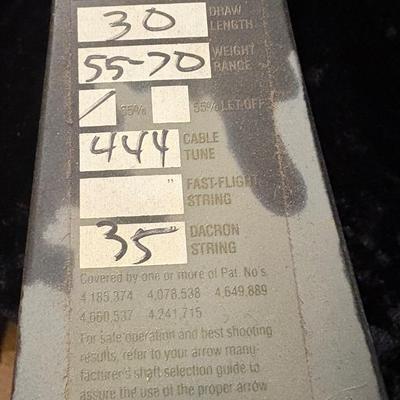 30 DRAW LENGTH
55-70 WEIGHT RANGE
/ 65% 55% LET-OFF
444 CABLE TUNE
" FAST-FLIGHT STRING
35" DACRON STRING
Covered by one or more of Pat. No's.
4,185,374 4,078,538 4,649,889
4,660,537 4,241,715
For safe operation and best shooting
results, refer to your arrow manu-
facturer's shaft selection guide to
assure the use of the proper arrow